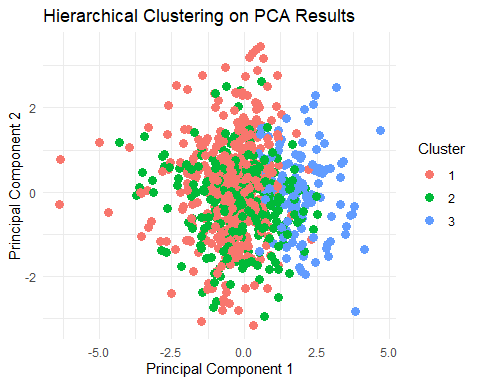 Hierarchical Clustering on PCA Results
Principal Component 2
2
0
-2
-5.0 -2.5 0.0 2.5 5.0
Principal Component 1
Cluster
1
2
3